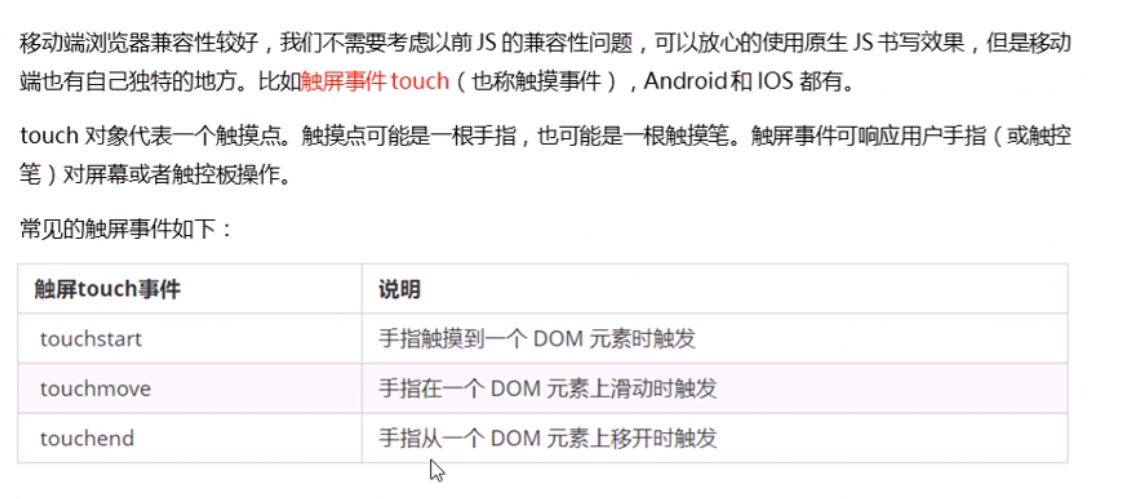 移动端浏览器兼容性较好，我们不需要考虑以前 JS 的兼容性问题，可以放心的使用原生 JS 书写效果，但是移动
端也有自己独特的地方。比如触屏事件 touch（也称触摸事件），Android 和 IOS 都有。
touch 对象代表一个触摸点。触摸点可能是一根手指，也可能是一根触摸笔。触屏事件可响应用户手指（或触控
笔）对屏幕或者触控板操作。
常见的触屏事件如下：
触屏touch事件 说明
touchstart 手指触摸到一个 DOM 元素时触发
touchmove 手指在一个 DOM 元素上滑动时触发
touchend 手指从一个 DOM 元素上移开时触发